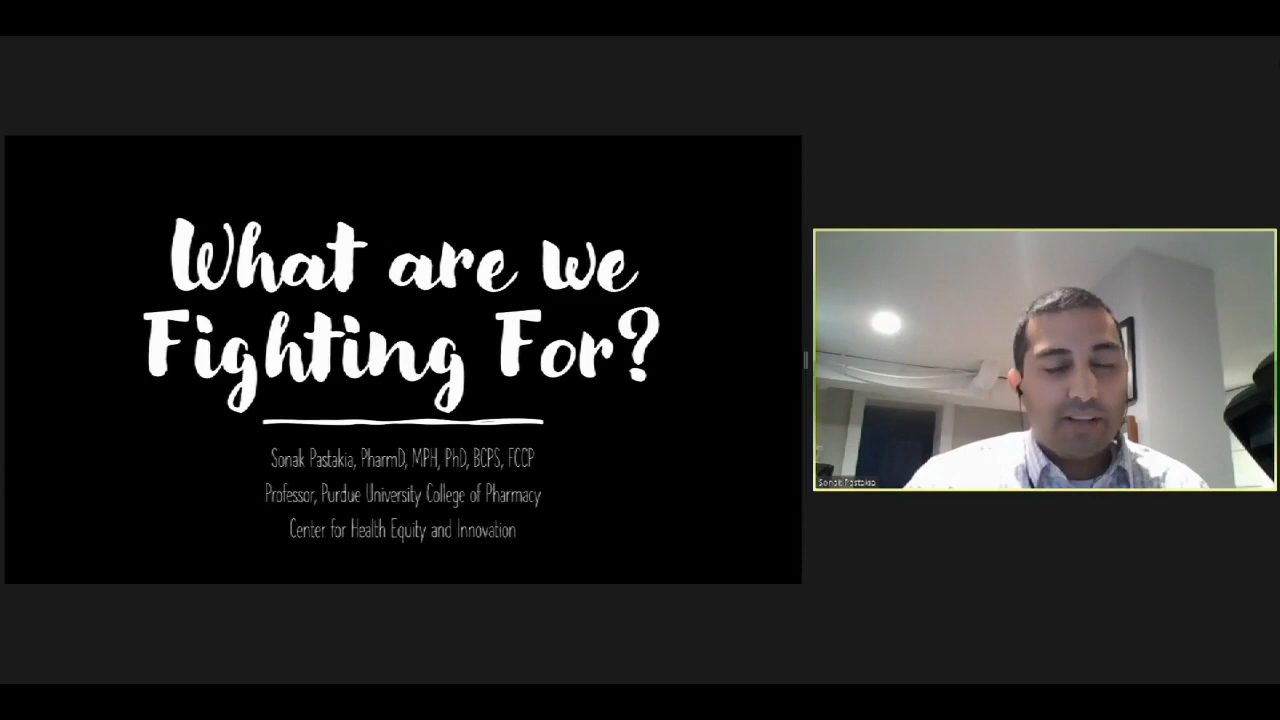 What are we
Fighting For?
Sonak Pastakia, PharmD, MPH, PhD, BCPS, FCCP
Professor, Purdue University College of Pharmacy
Center for Health Equity and Innovation
Sonak Pastakia